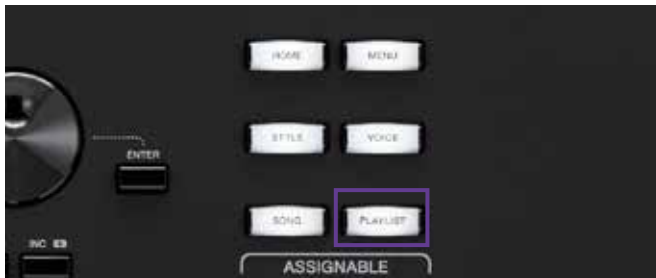 HOME MENU
STYLE VOICE
ENTER
SONG PLAYLIST
INC
ASSIGNABLE